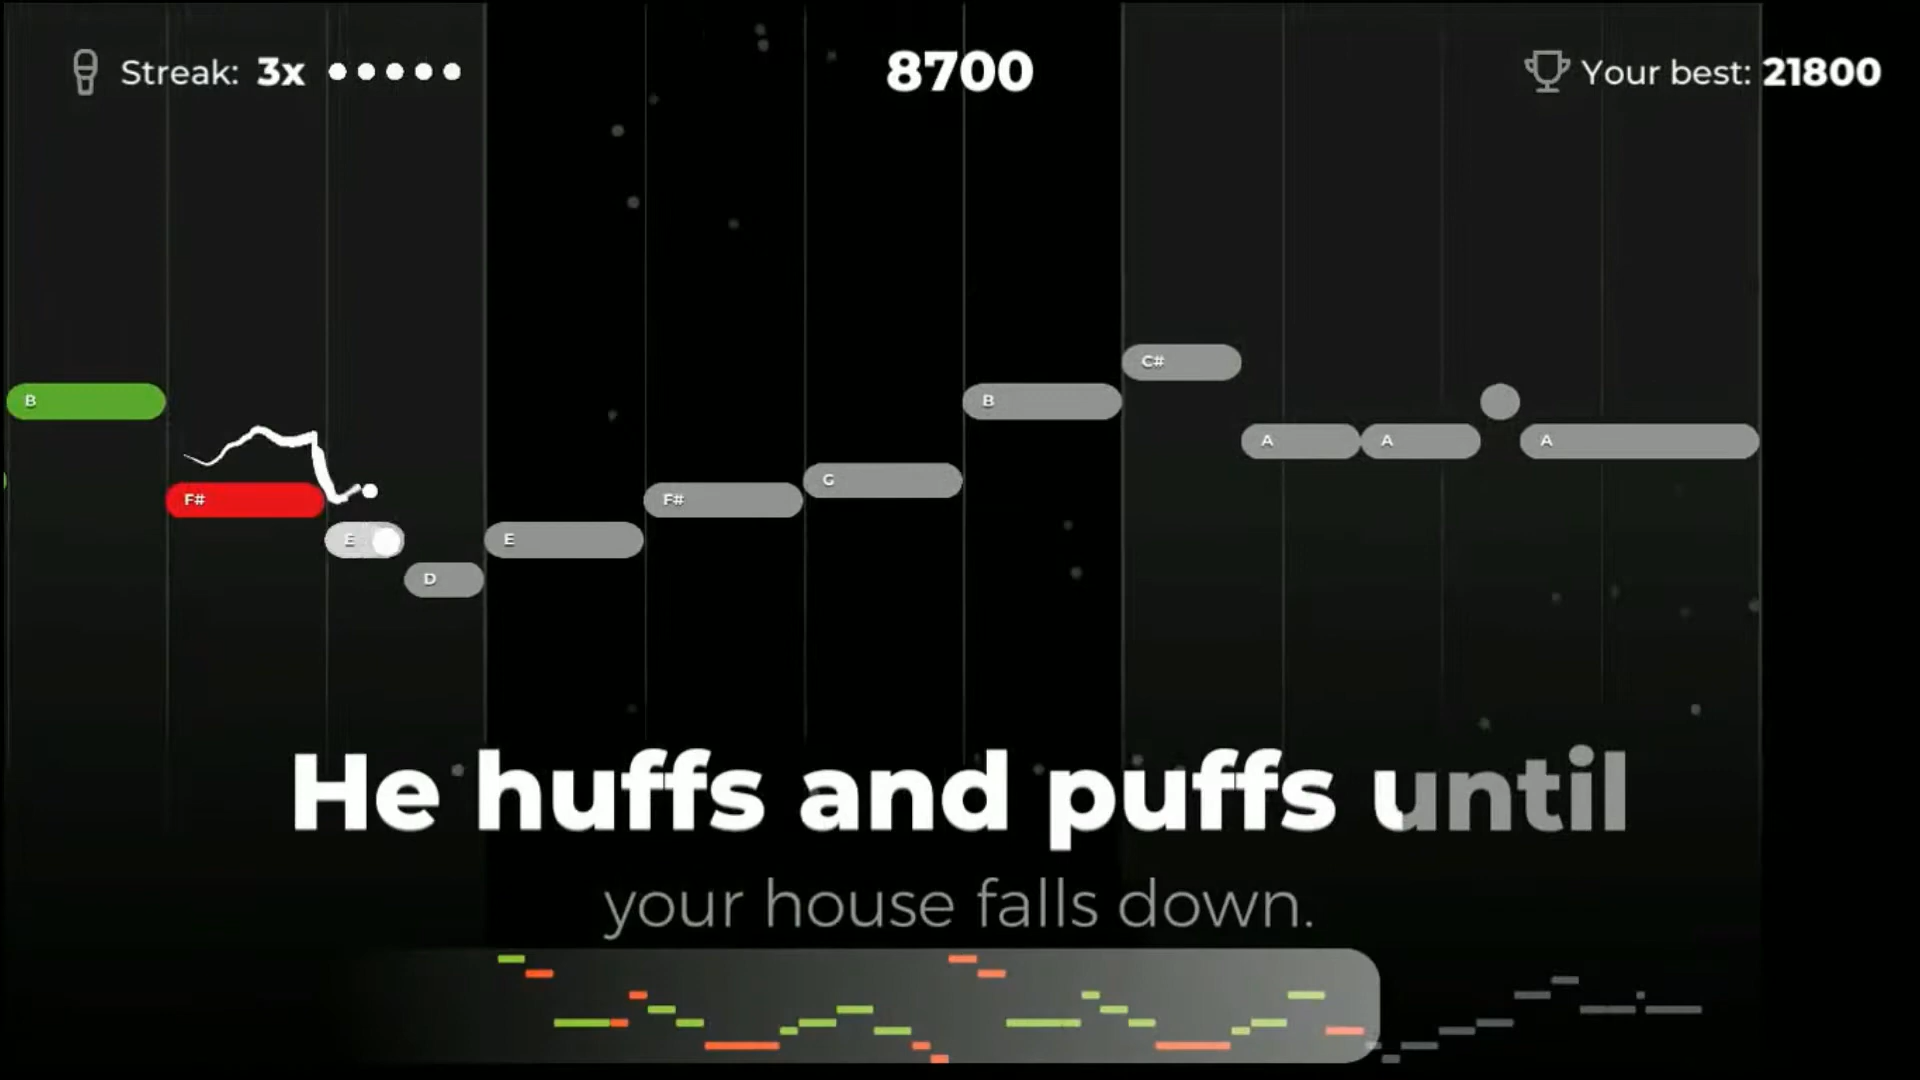 Streak: 3x
8700
Your best: 21800
C#
B
B
A
A
A
G
F#
F#
E
E
D
He huffs and puffs until
your house falls down.